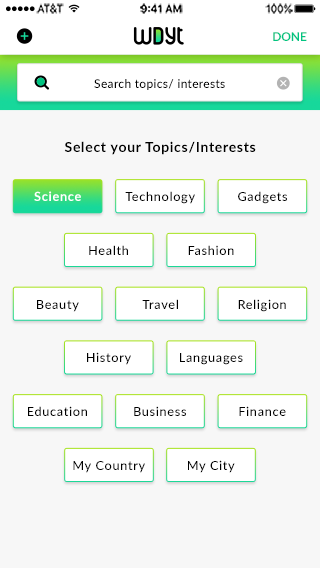 AT&T 9:41 AM 100%
WDyt DONE
Search topics/ interests
Select your Topics/Interests
Science Technology Gadgets
Health Fashion
Beauty Travel Religion
History Languages
Education Business Finance
My Country My City